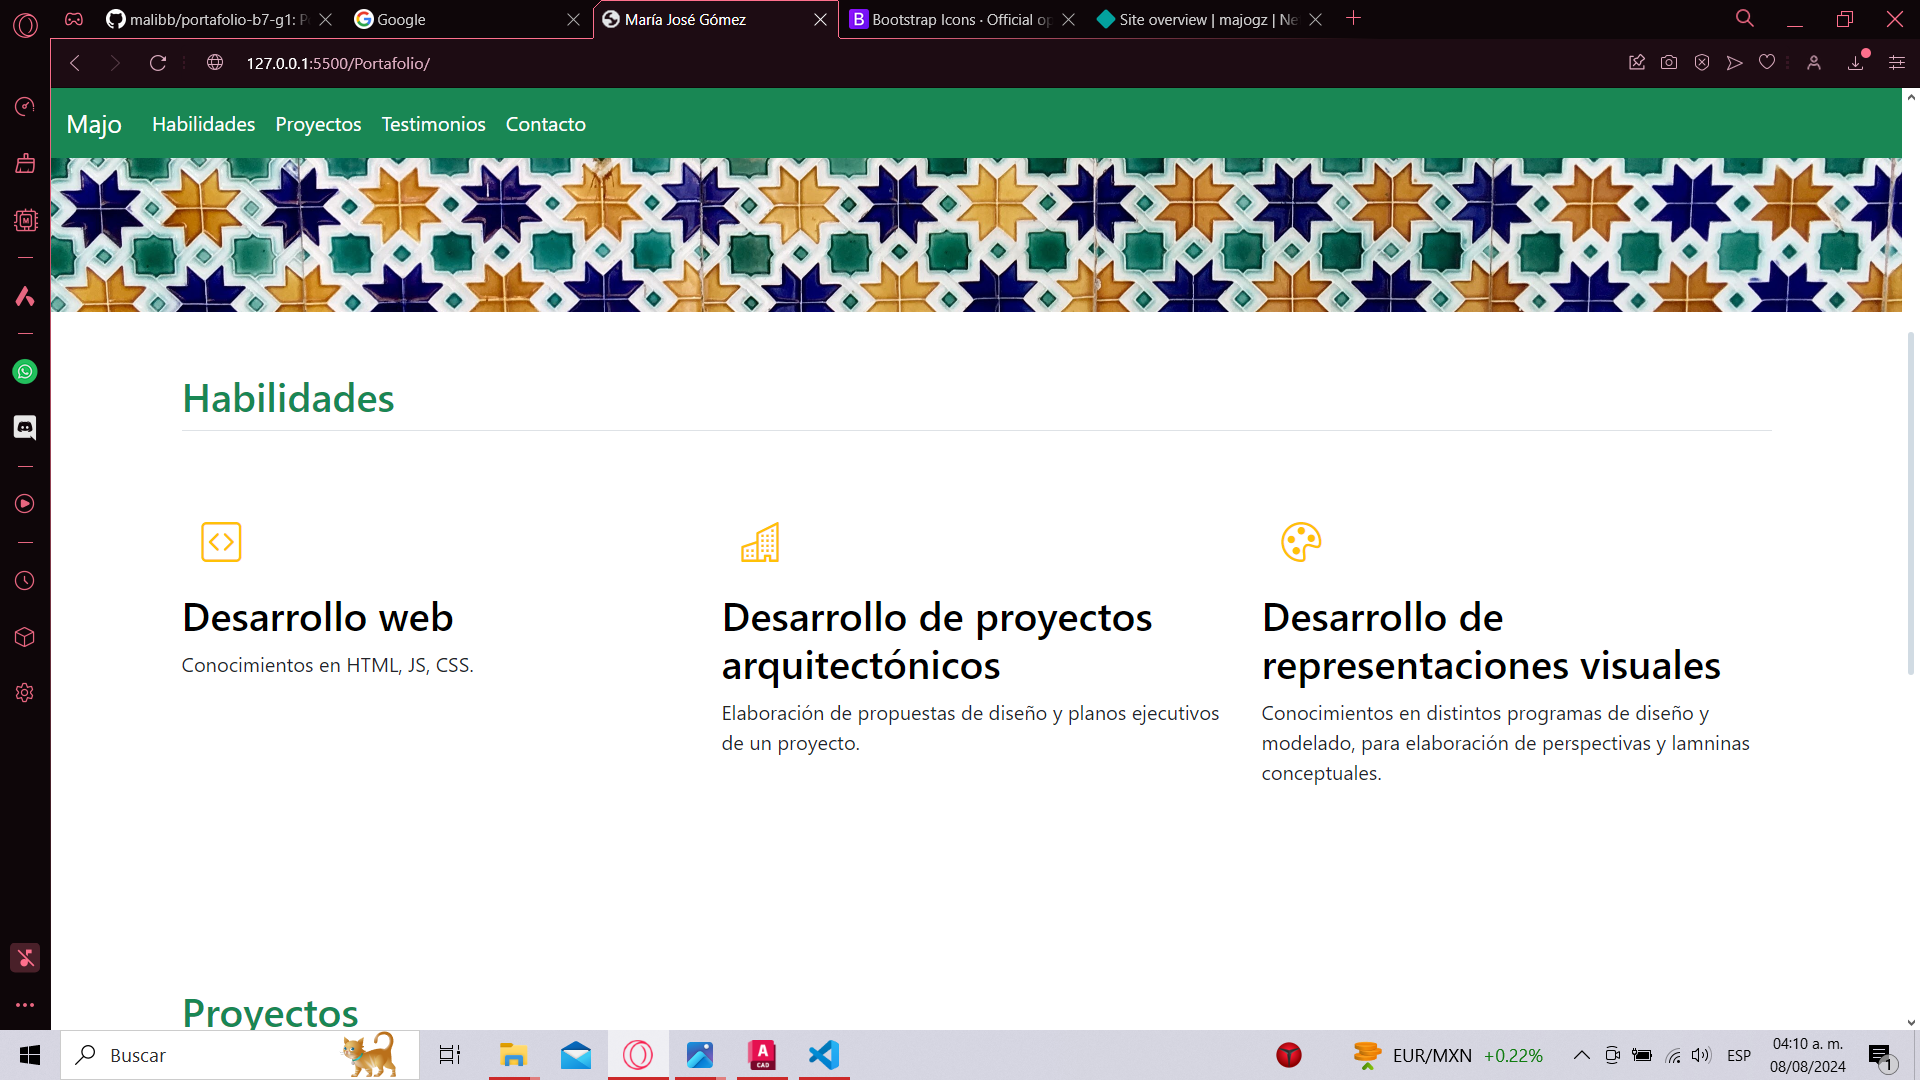 malibb/portafolio-b7-g1: P
Google
María José Gómez
Bootstrap Icons · Official op
Site overview | majogz | Ne
127.0.0.1:5500/Portafolio/
Majo Habilidades Proyectos Testimonios Contacto
Habilidades
Desarrollo web
Conocimientos en HTML, JS, CSS.
Desarrollo de proyectos
arquitectónicos
Elaboración de propuestas de diseño y planos ejecutivos
de un proyecto.
Desarrollo de
representaciones visuales
Conocimientos en distintos programas de diseño y
modelado, para elaboración de perspectivas y lamninas
conceptuales.
Proyectos
Buscar
A
CAD
EUR/MXN +0.22%
ESP
04:10 a. m.
08/08/2024
1